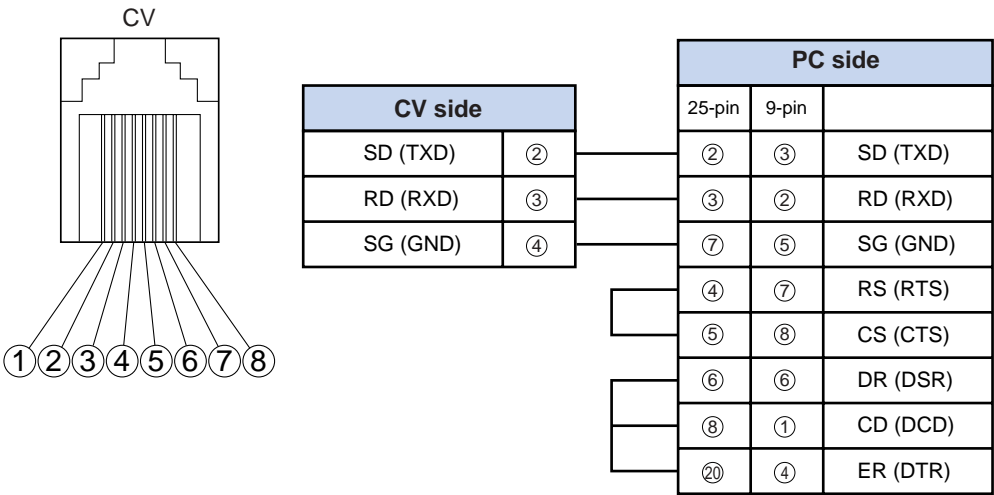 CV
①②③④⑤⑥⑦⑧
CV side
SD (TXD) ②
RD (RXD) ③
SG (GND) ④
PC side
25-pin 9-pin
② ③ SD (TXD)
③ ② RD (RXD)
⑦ ⑤ SG (GND)
④ ⑦ RS (RTS)
⑤ ⑧ CS (CTS)
⑥ ⑥ DR (DSR)
⑧ ① CD (DCD)
⑳ ④ ER (DTR)